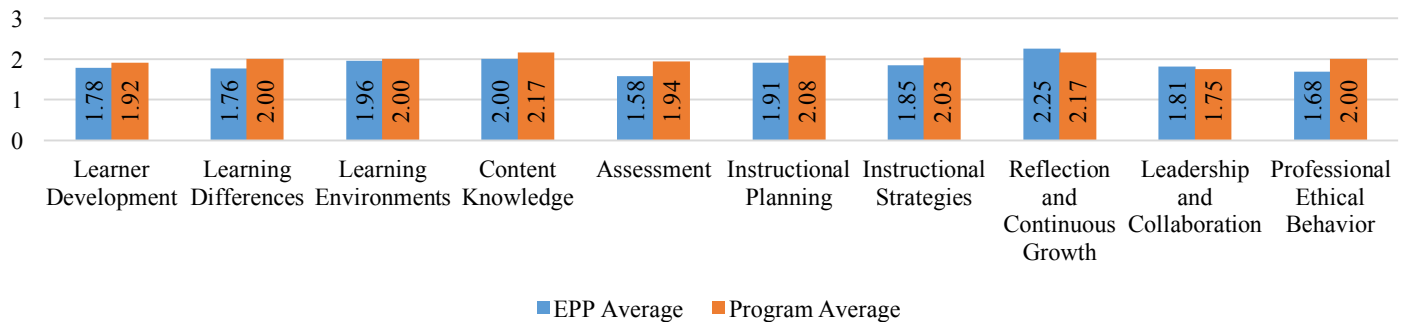 3
2
1
0
1.78
1.92
1.76
2.00
1.96
2.00
2.00
2.17
1.58
1.94
1.91
2.08
1.85
2.03
2.25
2.17
1.81
1.75
1.68
2.00
Learner
Development
Learning
Differences
Learning
Environments
Content
Knowledge
Assessment
Instructional
Planning
Instructional
Strategies
Reflection
and
Continuous
Growth
Leadership
and
Collaboration
Professional
Ethical
Behavior
EPP Average
Program Average